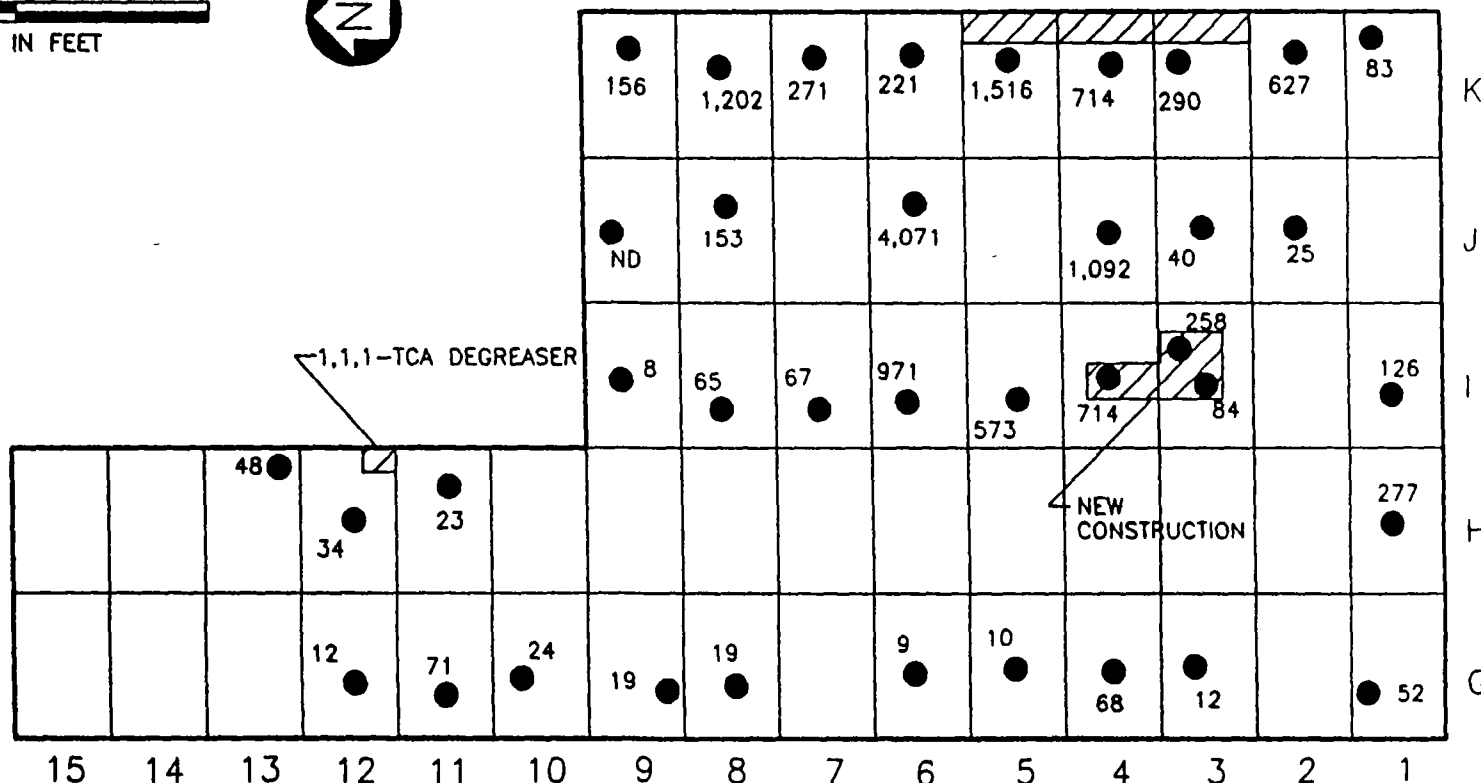 IN FEET
N
156 1,202 271 221 1,516 714 290 627 83 K
ND 153 4,071 1,092 40 25 J
258
1,1,1-TCA DEGREASER
8 65 67 971 573 714 84 126 I
48 34 23 277 H
NEW
CONSTRUCTION
12 71 24 19 19 9 10 68 12 52 G
15 14 13 12 11 10 9 8 7 6 5 4 3 2 1